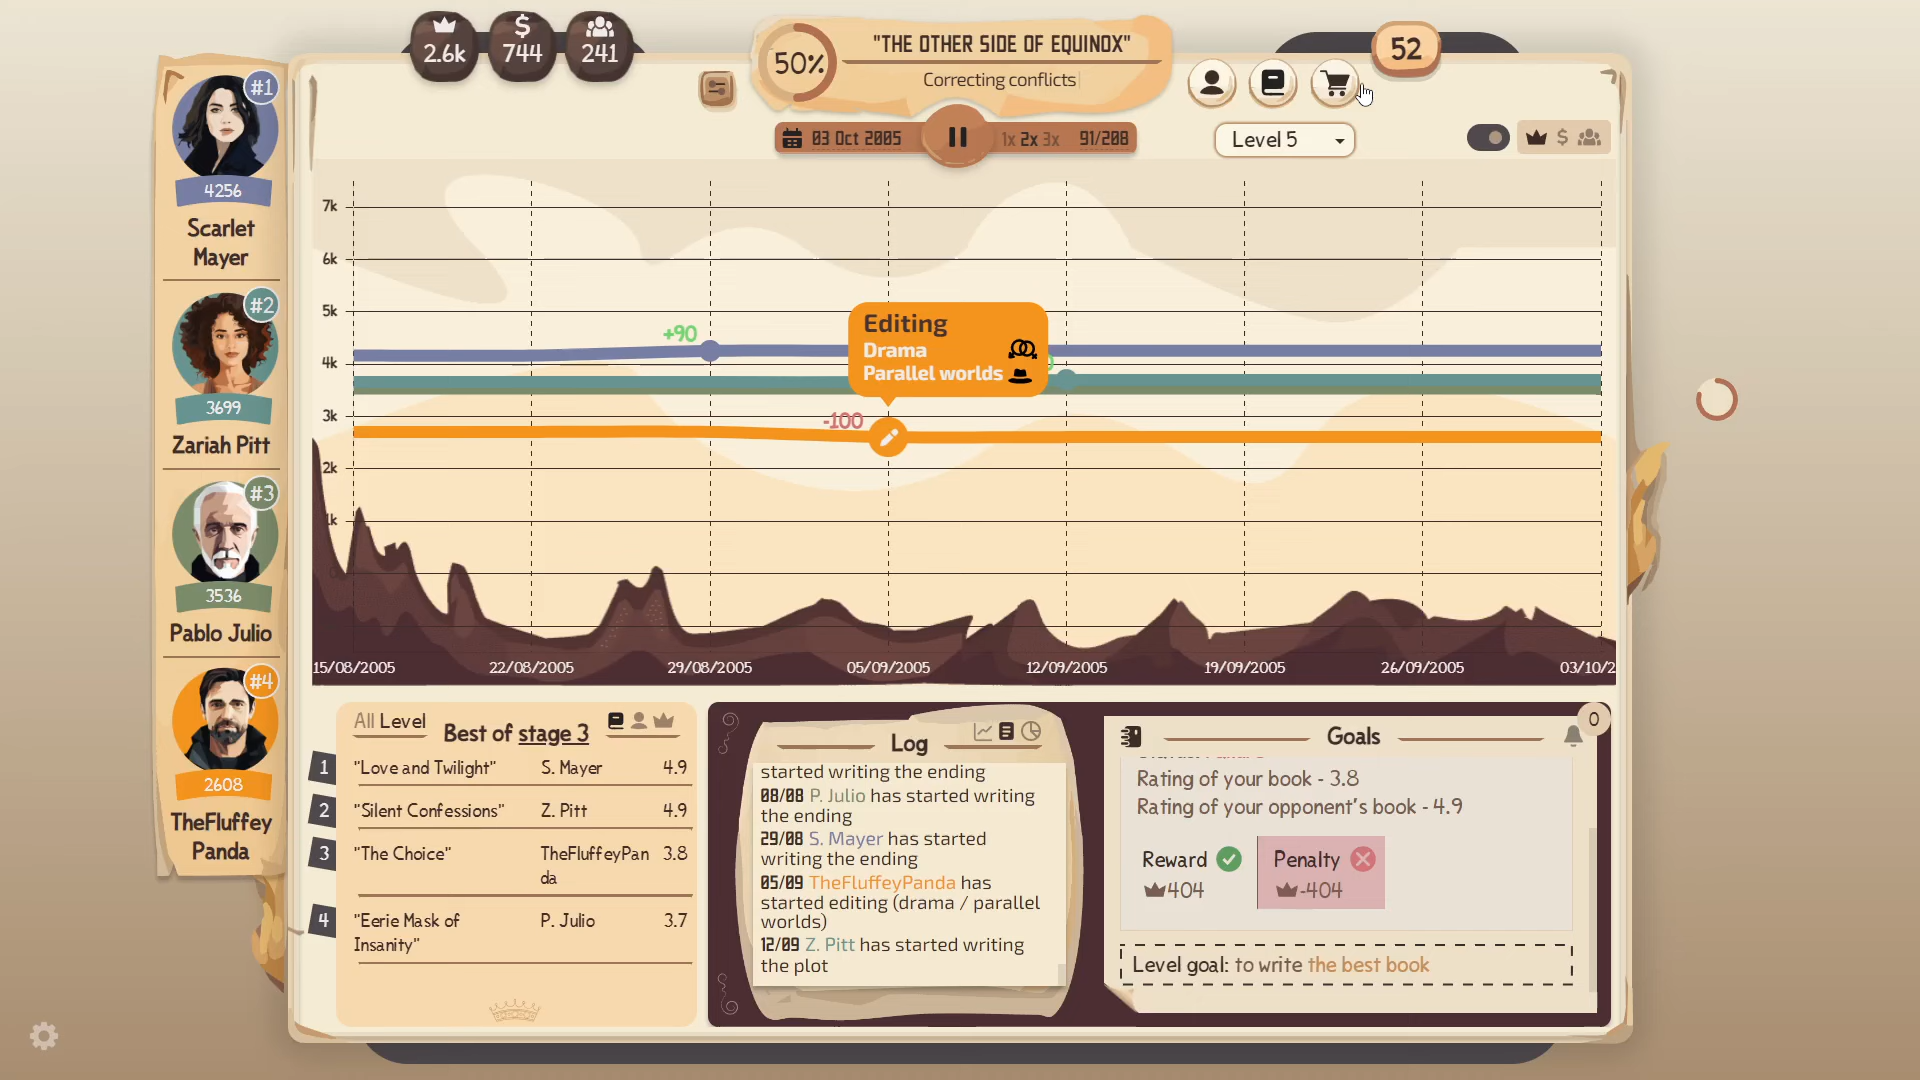 2.6k
$
744
241
50%
"THE OTHER SIDE OF EQUINOX"
Correcting conflicts
52
03 Oct 2005
1x 2x 3x
91/208
Level 5
$
#1
4256
Scarlet
Mayer
#2
3699
Zariah Pitt
#3
3536
Pablo Julio
#4
2608
TheFluffey
Panda
7k
6k
5k
4k
3k
2k
1k
+90
-100
Editing
Drama
Parallel worlds
15/08/2005
22/08/2005
29/08/2005
05/09/2005
12/09/2005
19/09/2005
26/09/2005
03/10/2
All Level
Best of stage 3
1 "Love and Twilight" S. Mayer 4.9
2 "Silent Confessions" Z. Pitt 4.9
3 "The Choice" TheFluffeyPan 3.8
da
4 "Eerie Mask of P. Julio 3.7
Insanity"
Log
started writing the ending
08/08 P. Julio has started writing
the ending
29/08 S. Mayer has started
writing the ending
05/09 TheFluffeyPanda has
started editing (drama / parallel
worlds)
12/09 Z. Pitt has started writing
the plot
Goals
0
Rating of your book - 3.8
Rating of your opponent's book - 4.9
Reward
404
Penalty
-404
Level goal: to write the best book